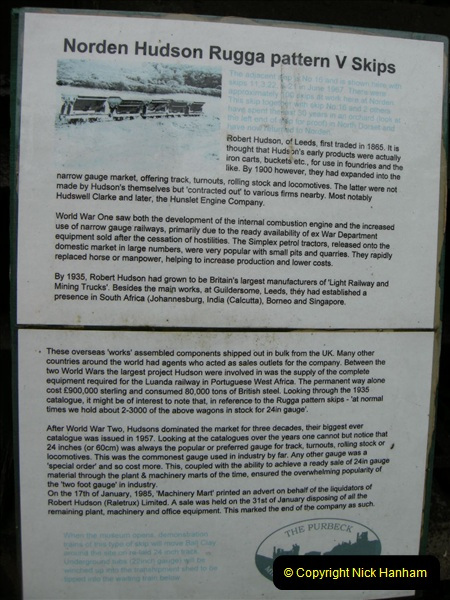 Norden Hudson Rugga pattern V Skips
Robert Hudson, of Leeds, first traded in 1865. It is
thought that Hudson's early products were actually
iron carts, buckets etc., for use in foundries and the
like. By 1900 however, they had expanded into the
narrow gauge market, offering track, turnouts, rolling stock and locomotives. The latter were not
made by Hudson's themselves but 'contracted out' to various firms nearby. Most notably
Hudswell Clarke and later, the Hunslet Engine Company.
World War One saw both the development of the internal combustion engine and the increased
use of narrow gauge railways, primarily due to the ready availability of ex War Department
equipment sold after the cessation of hostilities. The Simplex petrol tractors, released onto the
domestic market in large numbers, were very popular with small pits and quarries. They rapidly
replaced horse or manpower, helping to increase production and lower costs.
By 1935, Robert Hudson had grown to be Britain's largest manufacturers of 'Light Railway and
Mining Trucks'. Besides the main works, at Guildersome, Leeds, they had established a
presence in South Africa (Johannesburg, India (Calcutta), Borneo and Singapore.
These overseas 'works' assembled components shipped out in bulk from the UK. Many other
countries around the world had agents who acted as sales outlets for the company. Between the
two World Wars the largest project Hudson were involved in was the supply of the complete
equipment required for the Luanda railway in Portuguese West Africa. The permanent way alone
cost £900,000 sterling and consumed 80,000 tons of British steel. Looking through the 1935
catalogue, it might be of interest to note that, in reference to the Rugga pattern skips - 'at normal
times we hold about 2-3000 of the above wagons in stock for 24in gauge'.
After World War Two, Hudsons dominated the market for three decades, their biggest ever
catalogue was issued in 1957. Looking at the catalogues over the years one cannot but notice that
24 inches (or 60cm) was always the popular or preferred gauge for track, turnouts, rolling stock or
locomotives. This was the commonest gauge used in industry by far. Any other gauge was a
'special order' and so cost more. This, coupled with the ability to achieve a ready sale of 24in gauge
material through the plant & machinery marts of the time, ensured the overwhelming popularity of
the 'two foot gauge' in industry.
On the 17th of January, 1985, 'Machinery Mart' printed an advert on behalf of the liquidators of
Robert Hudson (Raletrux) Limited. A sale was held on the 31st of January disposing of all the
remaining plant, machinery and office equipment. This marked the end of the company as such.
THE PURBECK
© Copyright Nick Hanham